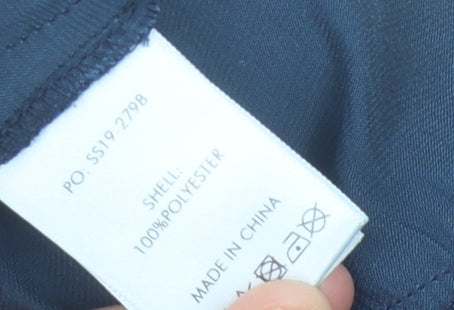 PO: SS19 2798
SHELL:
100%POLYESTER
MADE IN CHINA